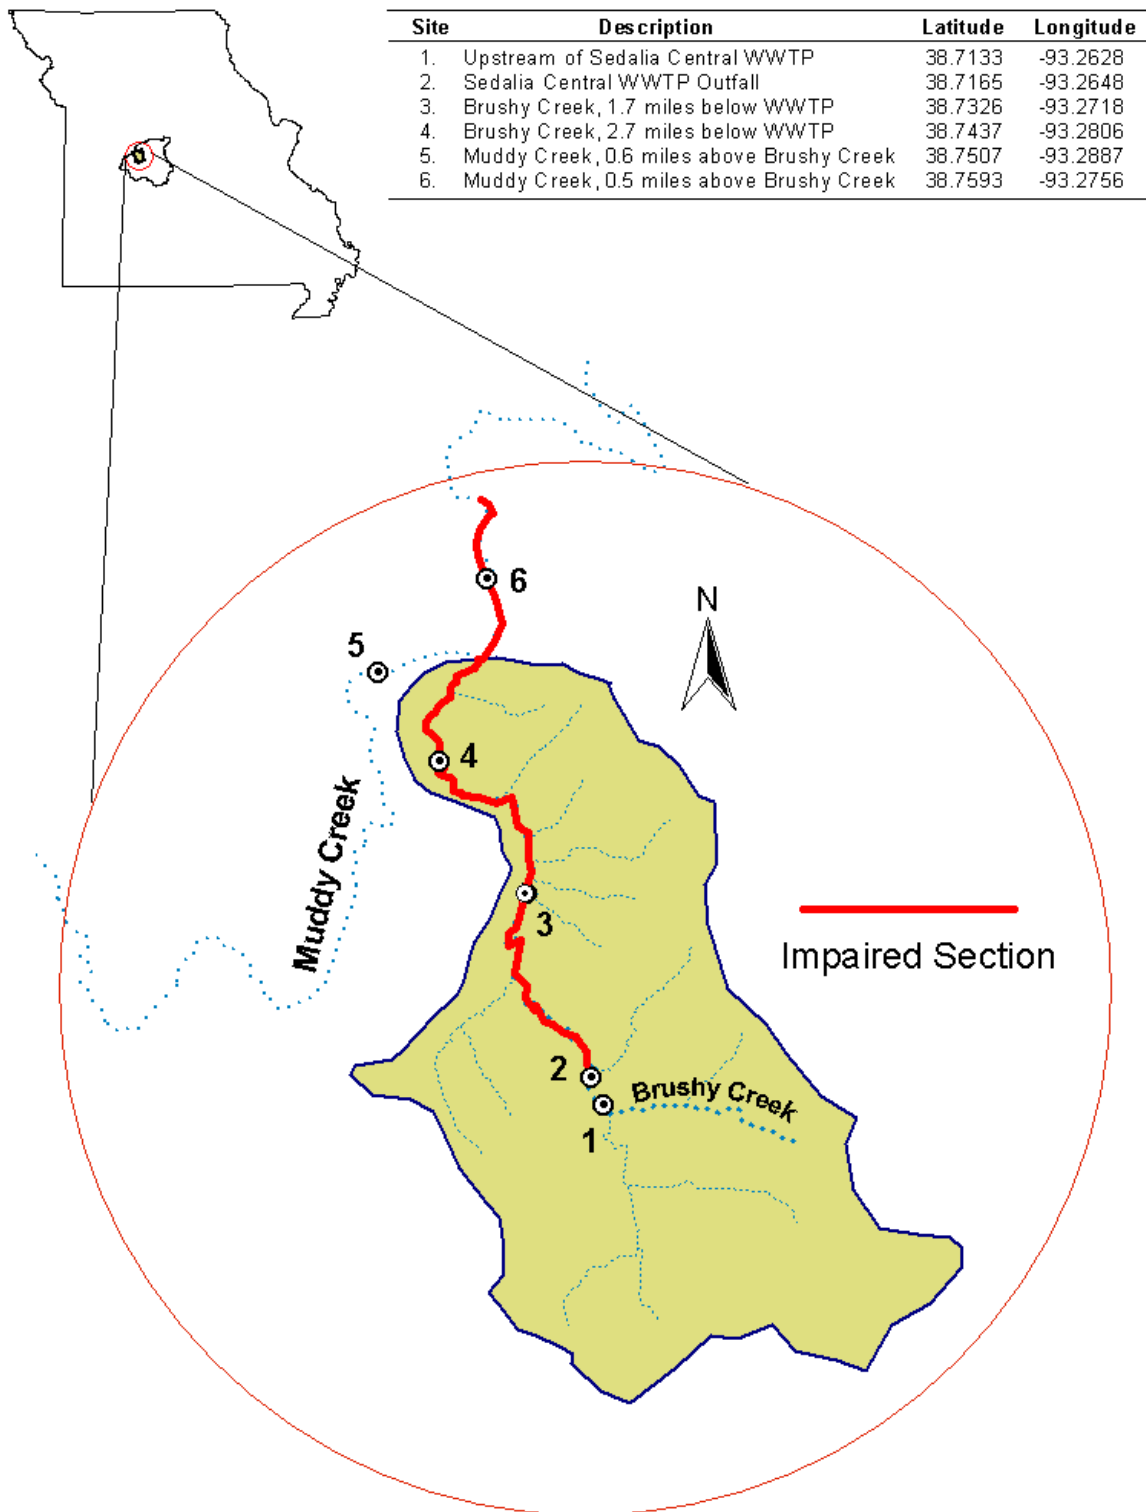 Site Description Latitude Longitude
1. Upstream of Sedalia Central WWTP 38.7133 -93.2628
2. Sedalia Central WWTP Outfall 38.7165 -93.2648
3. Brushy Creek, 1.7 miles below WWTP 38.7326 -93.2718
4. Brushy Creek, 2.7 miles below WWTP 38.7437 -93.2806
5. Muddy Creek, 0.6 miles above Brushy Creek 38.7507 -93.2887
6. Muddy Creek, 0.5 miles above Brushy Creek 38.7593 -93.2756
6
N
5
4
Muddy Creek
3
Impaired Section
2
Brushy Creek
1